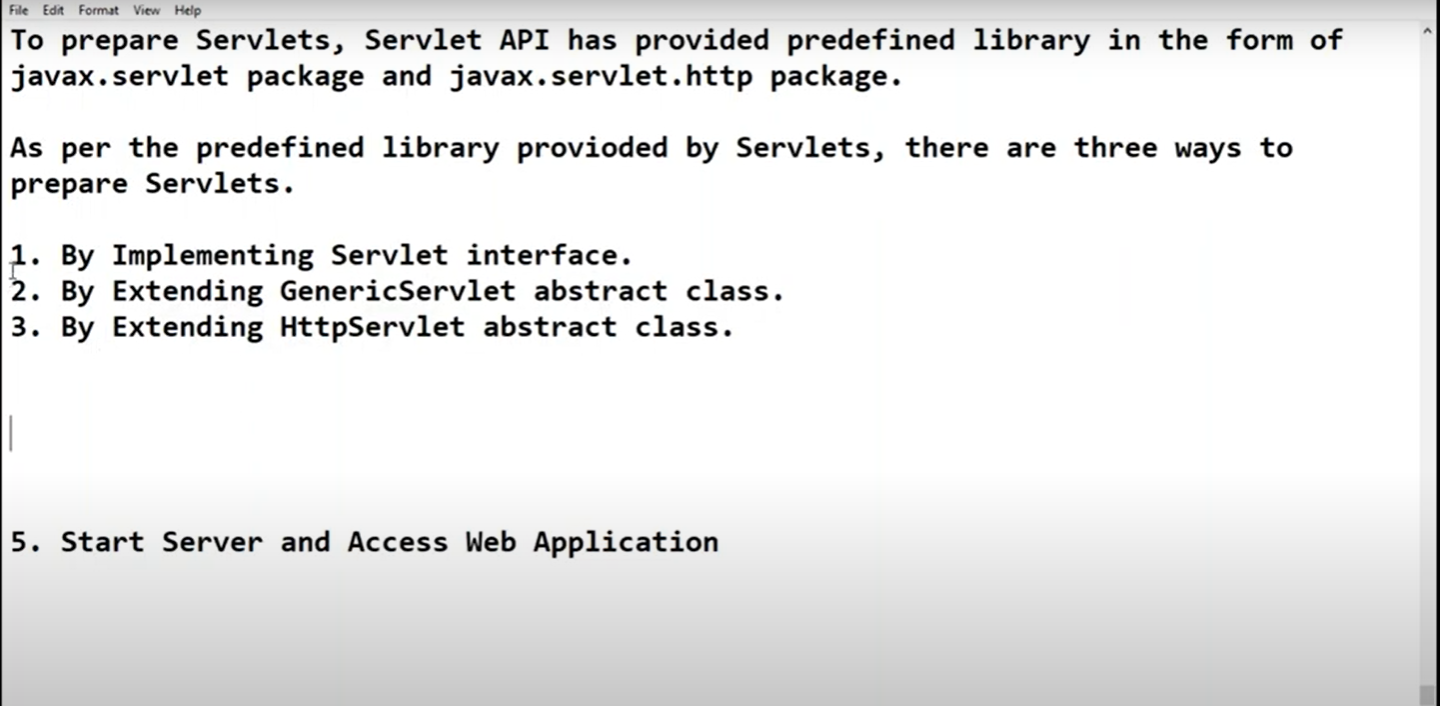 File Edit Format View Help
To prepare Servlets, Servlet API has provided predefined library in the form of
javax.servlet package and javax.servlet.http package.
As per the predefined library provioded by Servlets, there are three ways to
prepare Servlets.
1. By Implementing Servlet interface.
2. By Extending GenericServlet abstract class.
3. By Extending HttpServlet abstract class.
5. Start Server and Access Web Application